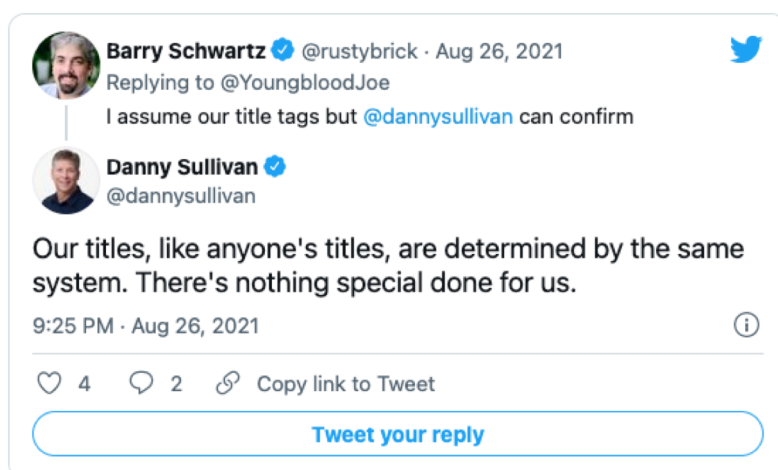 Barry Schwartz @rustybrick · Aug 26, 2021
Replying to @YoungbloodJoe
I assume our title tags but @dannysullivan can confirm
Danny Sullivan
@dannysullivan
Our titles, like anyone's titles, are determined by the same
system. There's nothing special done for us.
9:25 PM · Aug 26, 2021
4 2 Copy link to Tweet
Tweet your reply